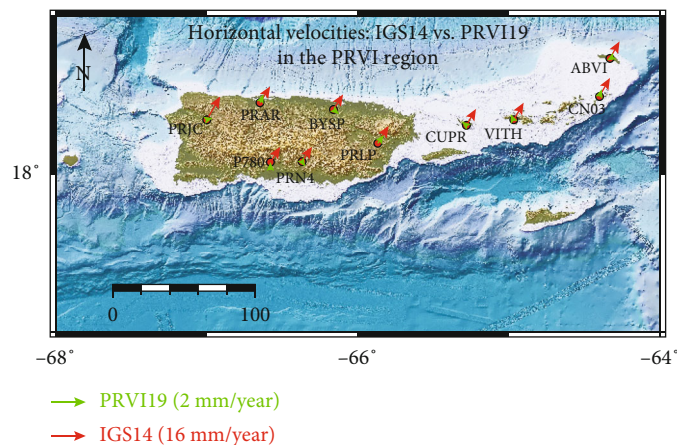 Horizontal velocities: IGS14 vs. PRVI19
in the PRVI region
N
ABVI
CN03
PRJC
PRAR
BYSP
CUPR
VITH
PRLP
P780
PRN4
18°
0
100
–68°
–66°
–64°
PRVI19 (2 mm/year)
IGS14 (16 mm/year)